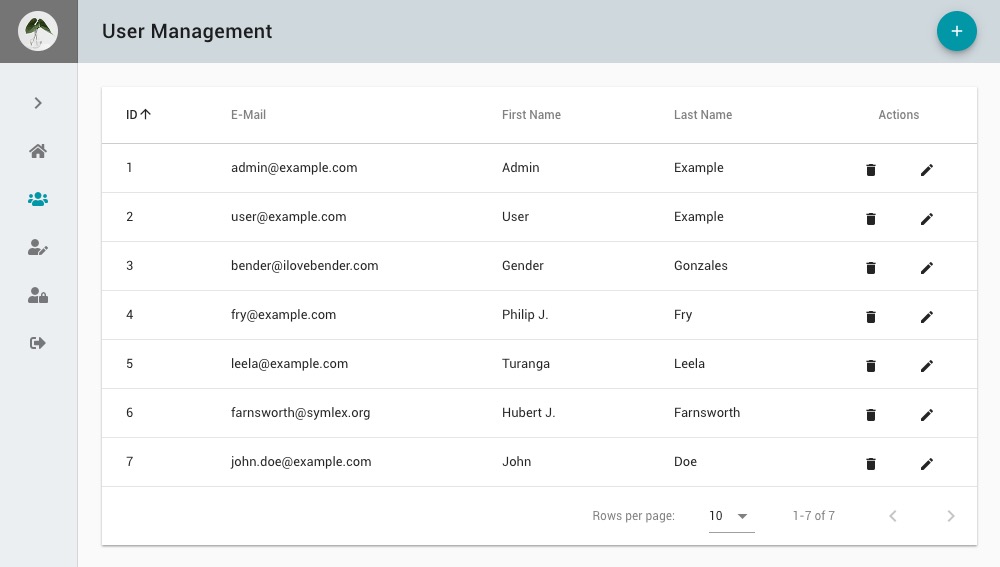 User Management
+
ID E-Mail First Name Last Name Actions
1 admin@example.com Admin Example
2 user@example.com User Example
3 bender@ilovebender.com Gender Gonzales
4 fry@example.com Philip J. Fry
5 leela@example.com Turanga Leela
6 farnsworth@symlex.org Hubert J. Farnsworth
7 john.doe@example.com John Doe
Rows per page: 10 1-7 of 7